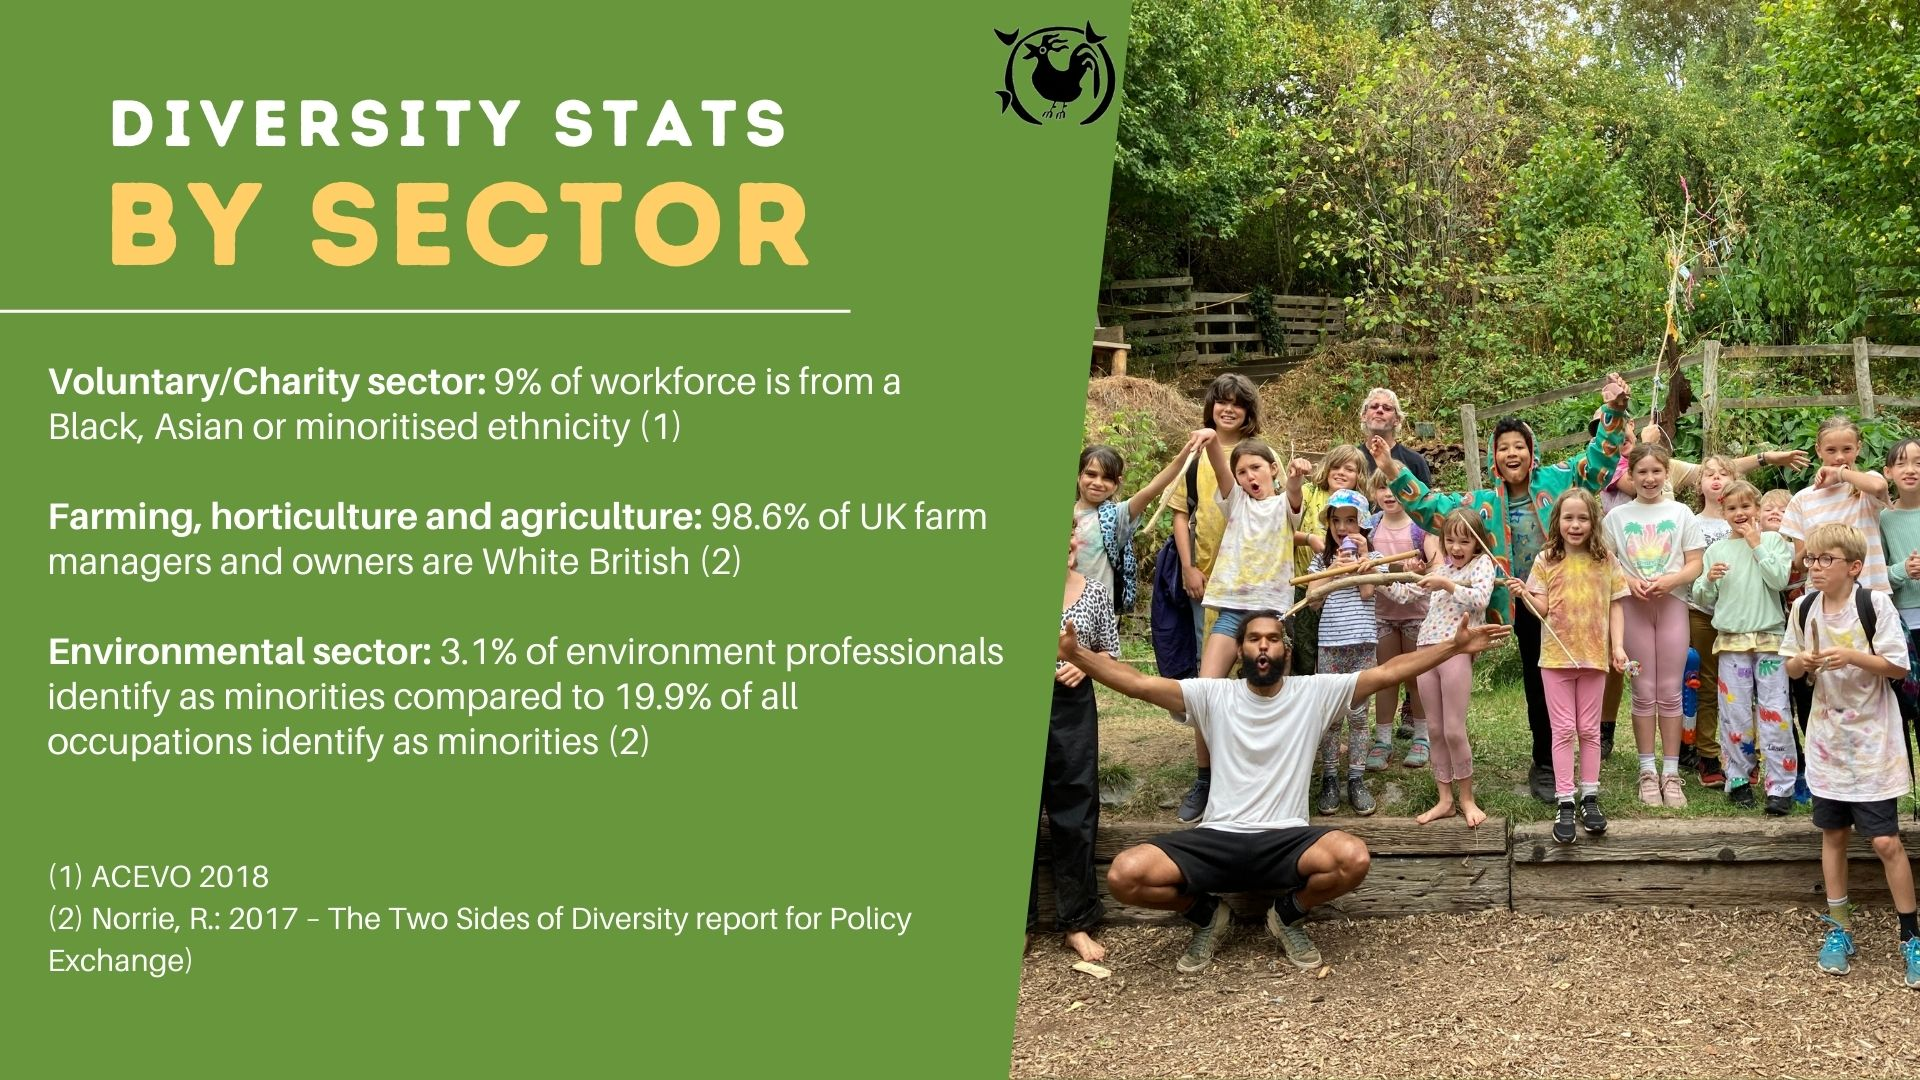 DIVERSITY STATS
BY SECTOR
Voluntary/Charity sector: 9% of workforce is from a
Black, Asian or minoritised ethnicity (1)
Farming, horticulture and agriculture: 98.6% of UK farm
managers and owners are White British (2)
Environmental sector: 3.1% of environment professionals
identify as minorities compared to 19.9% of all
occupations identify as minorities (2)
(1) ACEVO 2018
(2) Norrie, R.: 2017 – The Two Sides of Diversity report for Policy
Exchange)